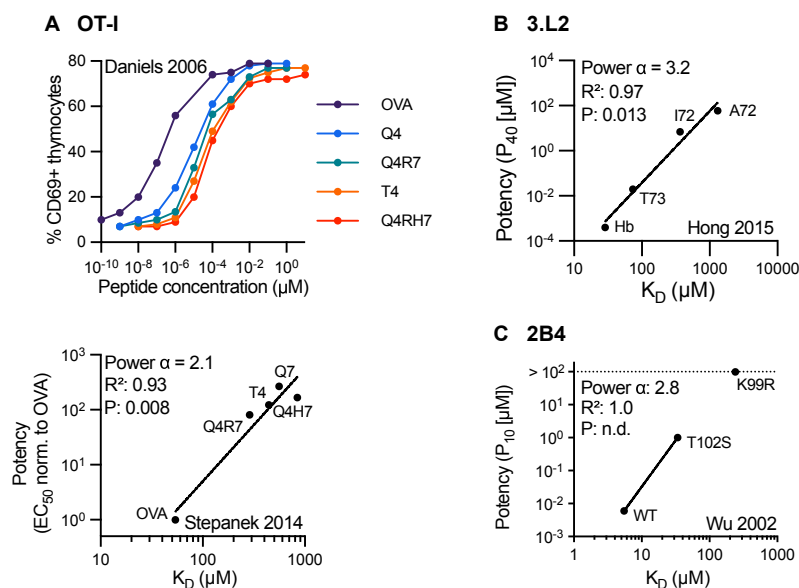 A OT-I
Daniels 2006
% CD69+ thymocytes
80
60
40
20
0
10⁻¹⁰ 10⁻⁸ 10⁻⁶ 10⁻⁴ 10⁻² 10⁰
Peptide concentration (µM)
OVA
Q4
Q4R7
T4
Q4RH7
Power α = 2.1
R²: 0.93
P: 0.008
Potency
(EC₅₀ norm. to OVA)
10³
10²
10¹
10⁰
Q7
T4
Q4R7
Q4H7
OVA
Stepanek 2014
10 100 1000
K_D (µM)
B 3.L2
Power α = 3.2
R²: 0.97
P: 0.013
Potency (P₄₀ [µM])
10⁴
10²
10⁰
10⁻²
10⁻⁴
I72
A72
T73
Hb
Hong 2015
10 100 1000 10000
K_D (µM)
C 2B4
Potency (P₁₀ [µM])
> 10²
10¹
10⁰
10⁻¹
10⁻²
10⁻³
K99R
Power α: 2.8
R²: 1.0
P: n.d.
T102S
WT
Wu 2002
1 10 100 1000
K_D (µM)